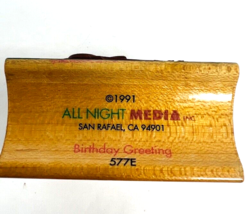 ©1991
ALL NIGHT MEDIA INC.
SAN RAFAEL, CA 94901
Birthday Greeting
577E